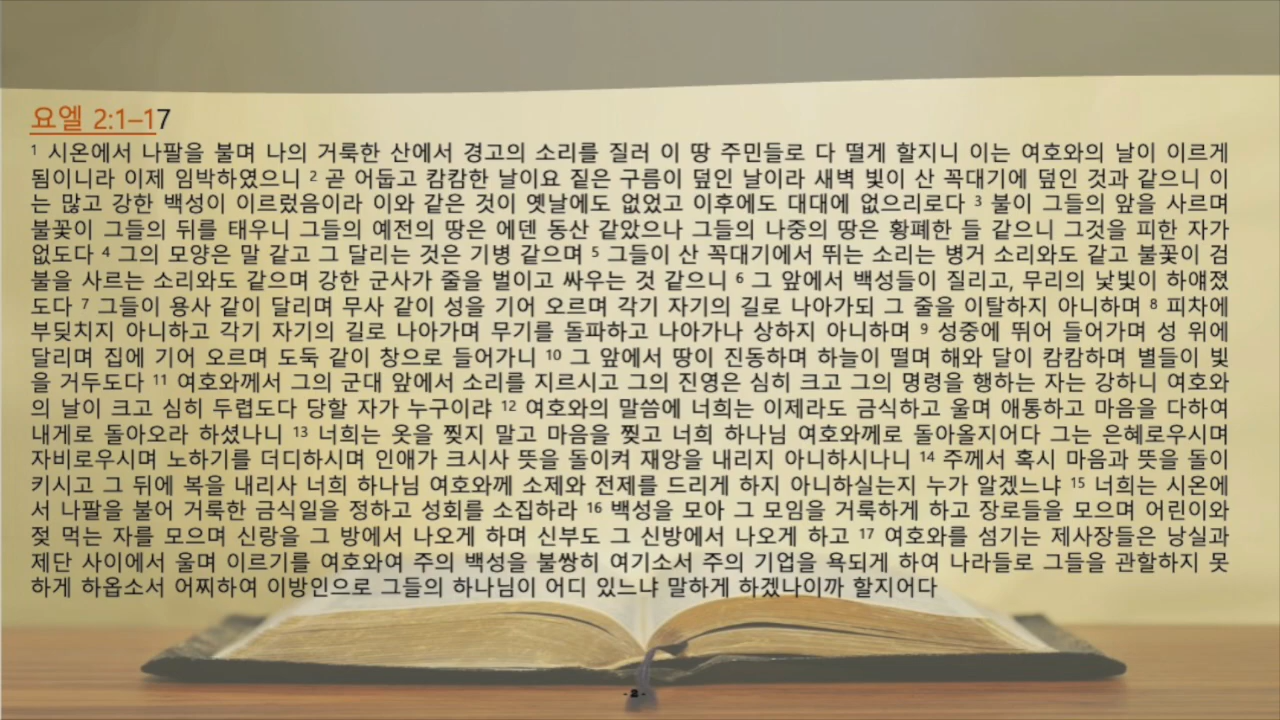 요엘 2:1–17
1 시온에서 나팔을 불며 나의 거룩한 산에서 경고의 소리를 질러 이 땅 주민들로 다 떨게 할지니 이는 여호와의 날이 이르게
됨이니라 이제 임박하였으니 2 곧 어둡고 캄캄한 날이요 짙은 구름이 덮인 날이라 새벽 빛이 산 꼭대기에 덮인 것과 같으니 이
는 많고 강한 백성이 이르렀음이라 이와 같은 것이 옛날에도 없었고 이후에도 대대에 없으리로다 3 불이 그들의 앞을 사르며
불꽃이 그들의 뒤를 태우니 그들의 예전의 땅은 에덴 동산 같았으나 그들의 나중의 땅은 황폐한 들 같으니 그것을 피한 자가
없도다 4 그의 모양은 말 같고 그 달리는 것은 기병 같으며 5 그들이 산 꼭대기에서 뛰는 소리는 병거 소리와도 같고 불꽃이 검
불을 사르는 소리와도 같으며 강한 군사가 줄을 벌이고 싸우는 것 같으니 6 그 앞에서 백성들이 질리고, 무리의 낯빛이 하얘졌
도다 7 그들이 용사 같이 달리며 무사 같이 성을 기어 오르며 각기 자기의 길로 나아가되 그 줄을 이탈하지 아니하며 8 피차에
부딪치지 아니하고 각기 자기의 길로 나아가며 무기를 돌파하고 나아가나 상하지 아니하며 9 성중에 뛰어 들어가며 성 위에
달리며 집에 기어 오르며 도둑 같이 창으로 들어가니 10 그 앞에서 땅이 진동하며 하늘이 떨며 해와 달이 캄캄하며 별들이 빛
을 거두도다 11 여호와께서 그의 군대 앞에서 소리를 지르시고 그의 진영은 심히 크고 그의 명령을 행하는 자는 강하니 여호와
의 날이 크고 심히 두렵도다 당할 자가 누구이랴 12 여호와의 말씀에 너희는 이제라도 금식하고 울며 애통하고 마음을 다하여
내게로 돌아오라 하셨나니 13 너희는 옷을 찢지 말고 마음을 찢고 너희 하나님 여호와께로 돌아올지어다 그는 은혜로우시며
자비로우시며 노하기를 더디하시며 인애가 크시사 뜻을 돌이켜 재앙을 내리지 아니하시나니 14 주께서 혹시 마음과 뜻을 돌이
키시고 그 뒤에 복을 내리사 너희 하나님 여호와께 소제와 전제를 드리게 하지 아니하실는지 누가 알겠느냐 15 너희는 시온에
서 나팔을 불어 거룩한 금식일을 정하고 성회를 소집하라 16 백성을 모아 그 모임을 거룩하게 하고 장로들을 모으며 어린이와
젖 먹는 자를 모으며 신랑을 그 방에서 나오게 하며 신부도 그 신방에서 나오게 하고 17 여호와를 섬기는 제사장들은 낭실과
제단 사이에서 울며 이르기를 여호와여 주의 백성을 불쌍히 여기소서 주의 기업을 욕되게 하여 나라들로 그들을 관할하지 못
하게 하옵소서 어찌하여 이방인으로 그들의 하나님이 어디 있느냐 말하게 하겠나이까 할지어다
- 2 -